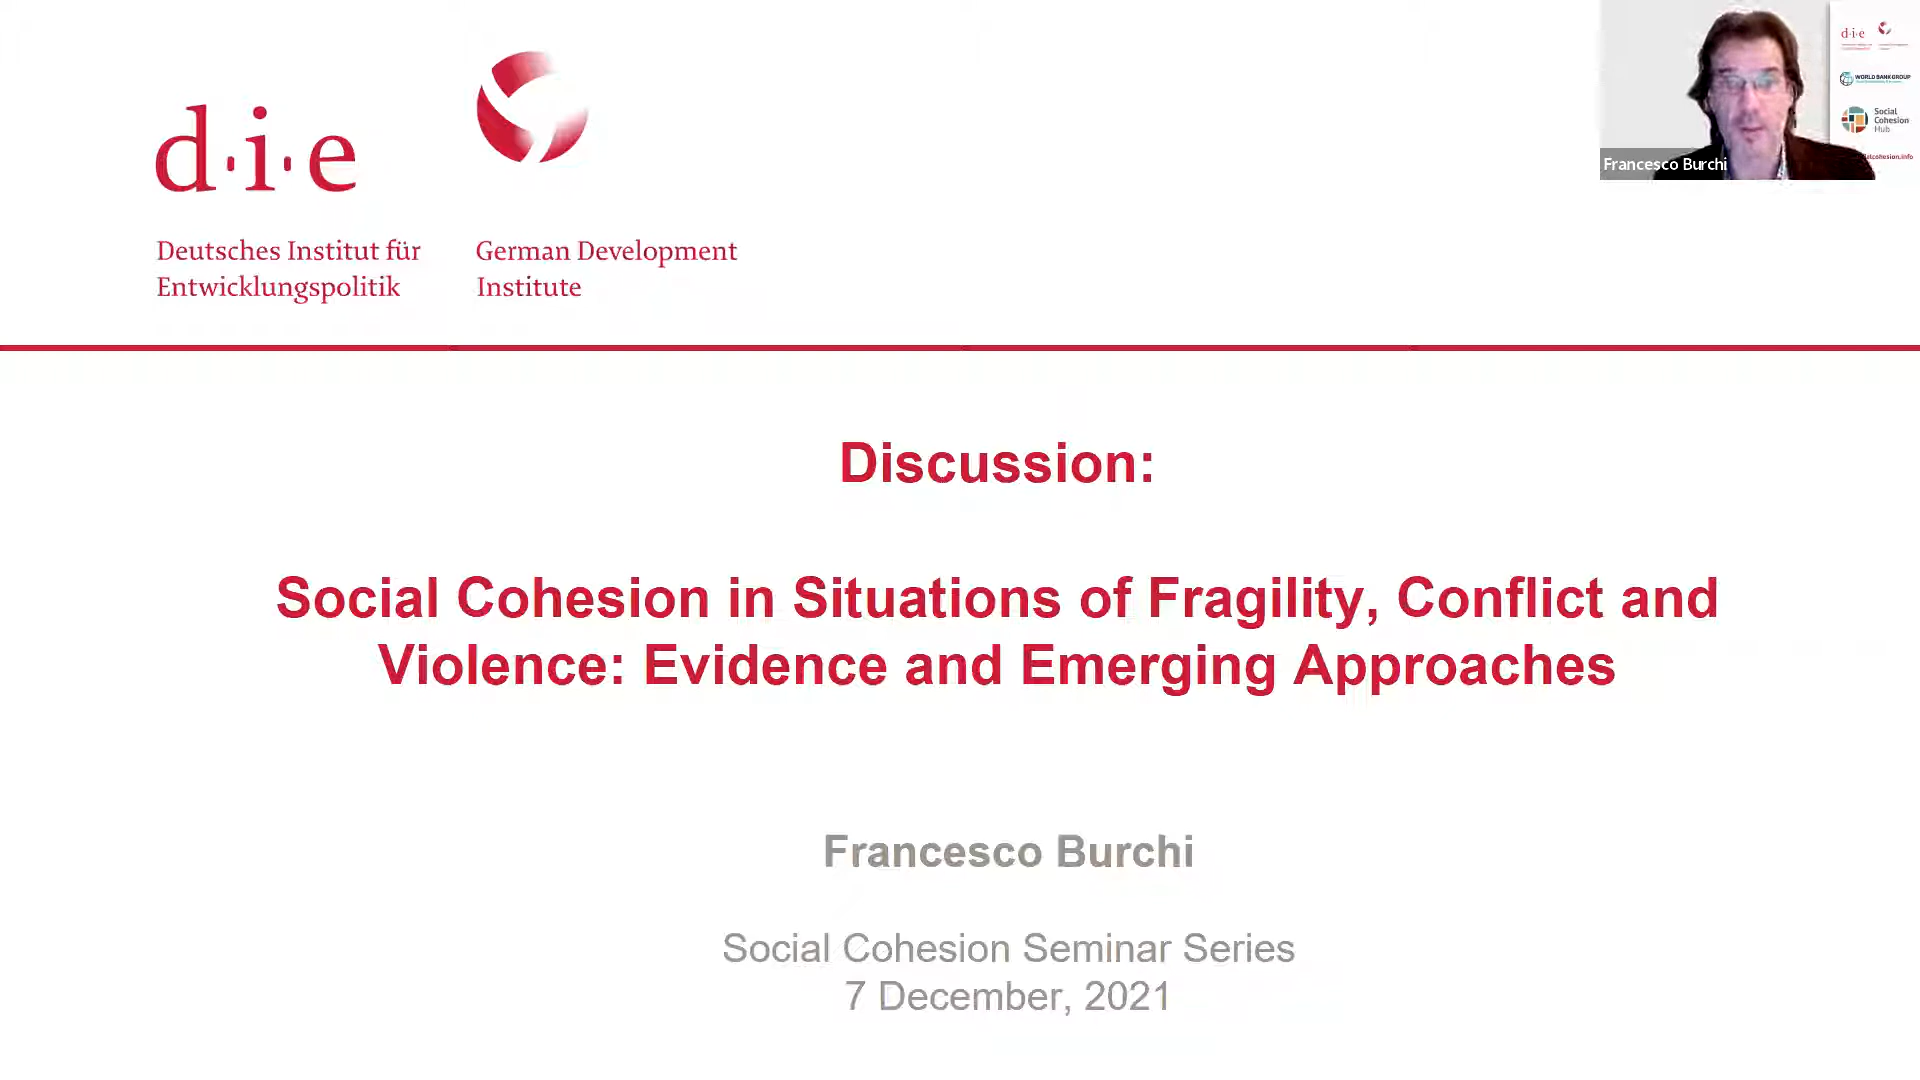 d·i·e
Deutsches Institut für
Entwicklungspolitik
German Development
Institute
d·i·e
WORLD BANK GROUP
Social
Cohesion
Hub
Francesco Burchi
Discussion:
Social Cohesion in Situations of Fragility, Conflict and
Violence: Evidence and Emerging Approaches
Francesco Burchi
Social Cohesion Seminar Series
7 December, 2021